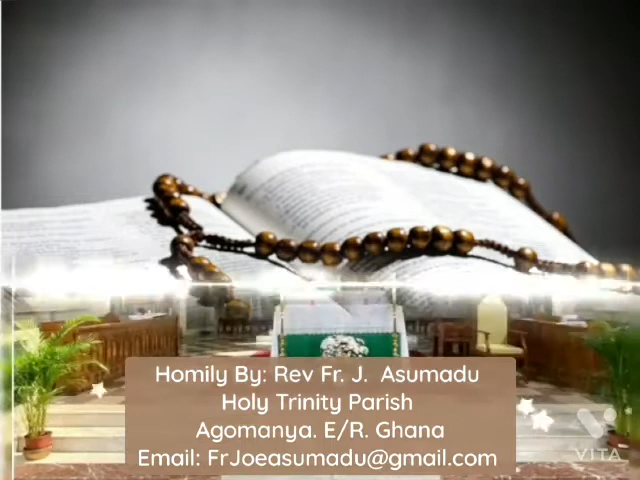 Homily By: Rev Fr. J. Asumadu
Holy Trinity Parish
Agomanya. E/R. Ghana
Email: FrJoeasumadu@gmail.com
VITA